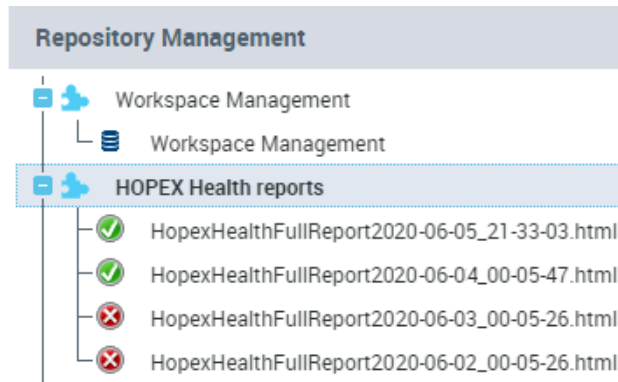 Repository Management
Workspace Management
Workspace Management
HOPEX Health reports
HopexHealthFullReport2020-06-05_21-33-03.html
HopexHealthFullReport2020-06-04_00-05-47.html
HopexHealthFullReport2020-06-03_00-05-26.html
HopexHealthFullReport2020-06-02_00-05-26.html